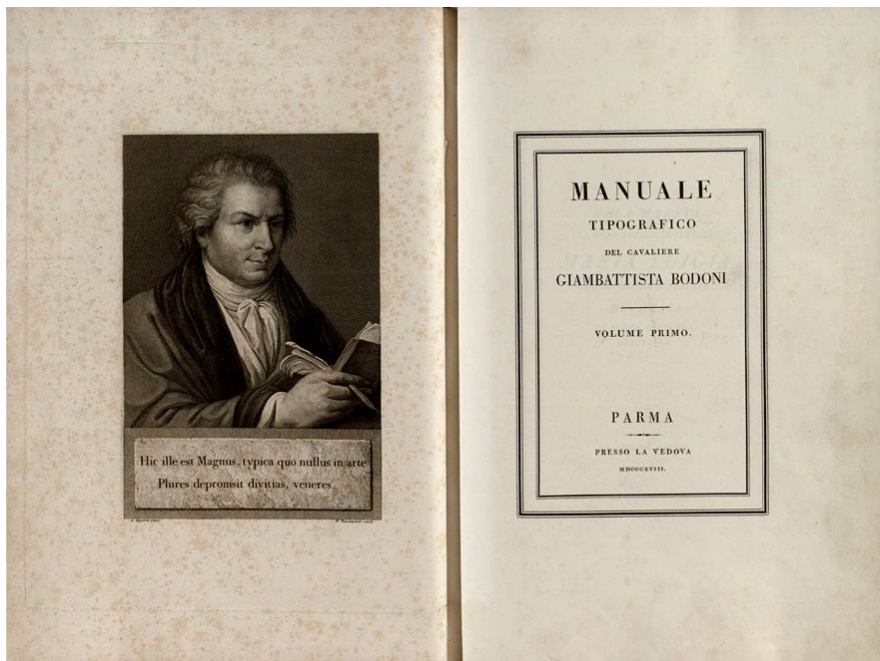 Hic ille est Magnus, typica quo nullus in arte
Plures depromsit divitias, veneres.
MANUALE
TIPOGRAFICO
DEL CAVALIERE
GIAMBATTISTA BODONI
VOLUME PRIMO.
PARMA
PRESSO LA VEDOVA
MDCCCXVIII.